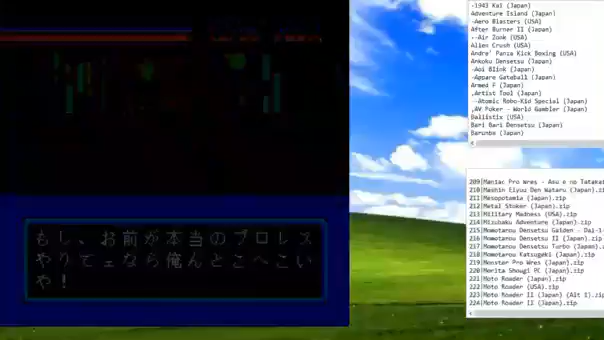 もし、お前が本当のプロレス
やりてェなら俺んとこへこい
や！
-1943 Kai (Japan)
Adventure Island (Japan)
-Aero Blasters (USA)
After Burner II (Japan)
--Air Zonk (USA)
Alien Crush (USA)
Andre' Panza Kick Boxing (USA)
Ankoku Densetsu (Japan)
-Aoi Blink (Japan)
-Appare Gateball (Japan)
Armed F (Japan)
,Artist Tool (Japan)
--Atomic Robo-Kid Special (Japan)
,AV Poker - World Gambler (Japan)
Ballistix (USA)
Bari Bari Densetsu (Japan)
Barunba (Japan)
209|Maniac Pro Wres - Asu e no Tatakai
210|Mashin Eiyuu Den Wataru (Japan).zip
211|Mesopotamia (Japan).zip
212|Metal Stoker (Japan).zip
213|Military Madness (USA).zip
214|Mizubaku Adventure (Japan).zip
215|Momotarou Densetsu Gaiden - Dai-1-
216|Momotarou Densetsu II (Japan).zip
217|Momotarou Densetsu Turbo (Japan).
218|Momotarou Katsugeki (Japan).zip
219|Monster Pro Wres (Japan).zip
220|Morita Shougi PC (Japan).zip
221|Moto Roader (Japan).zip
222|Moto Roader (USA).zip
223|Moto Roader II (Japan) (Alt 1).zip
224|Moto Roader II (Japan).zip